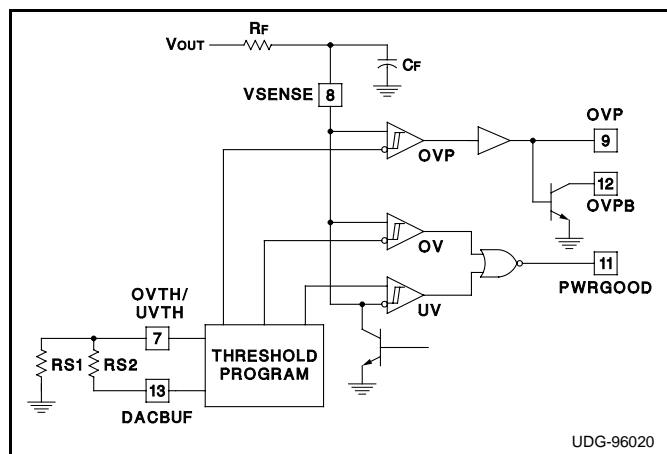 VOUT
RF
CF
VSENSE
8
OVP
OVP
9
12
OVPB
OV
11
PWRGOOD
UV
OVTH/
UVTH
7
RS1
RS2
THRESHOLD
PROGRAM
13
DACBUF
UDG-96020